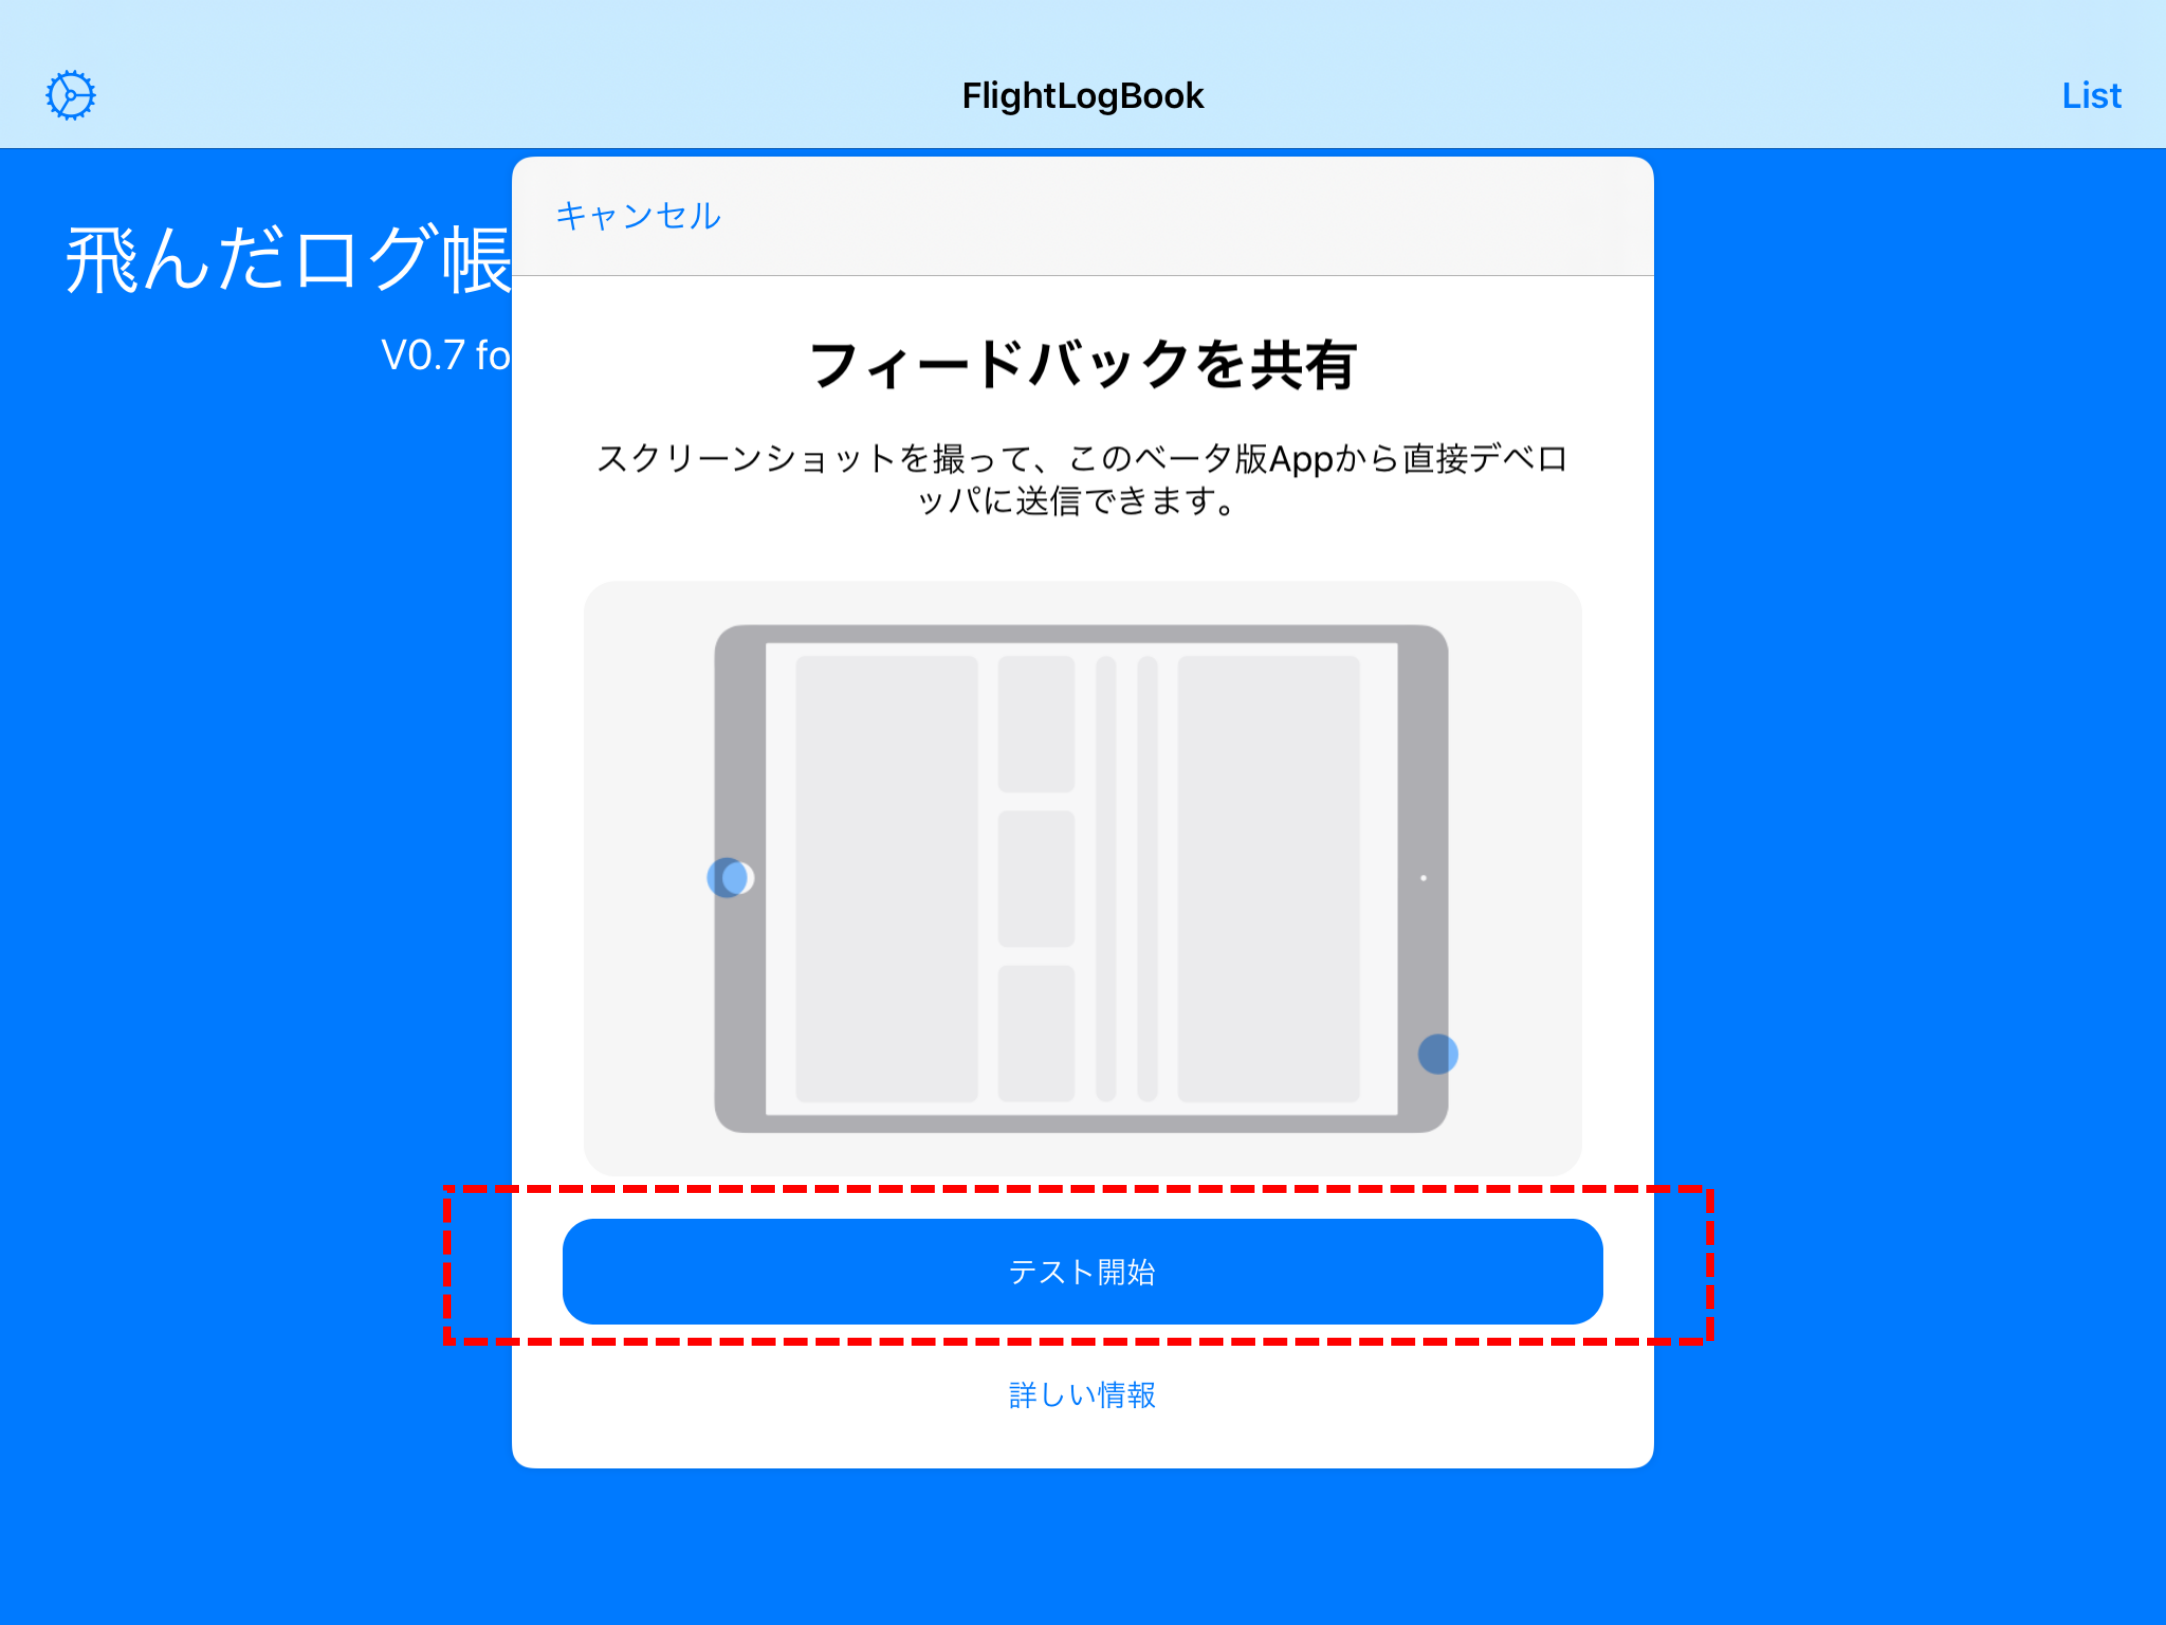 FlightLogBook
List
飛んだログ帳
V0.7 fo
キャンセル
フィードバックを共有
スクリーンショットを撮って、このベータ版Appから直接デベロ
ッパに送信できます。
テスト開始
詳しい情報